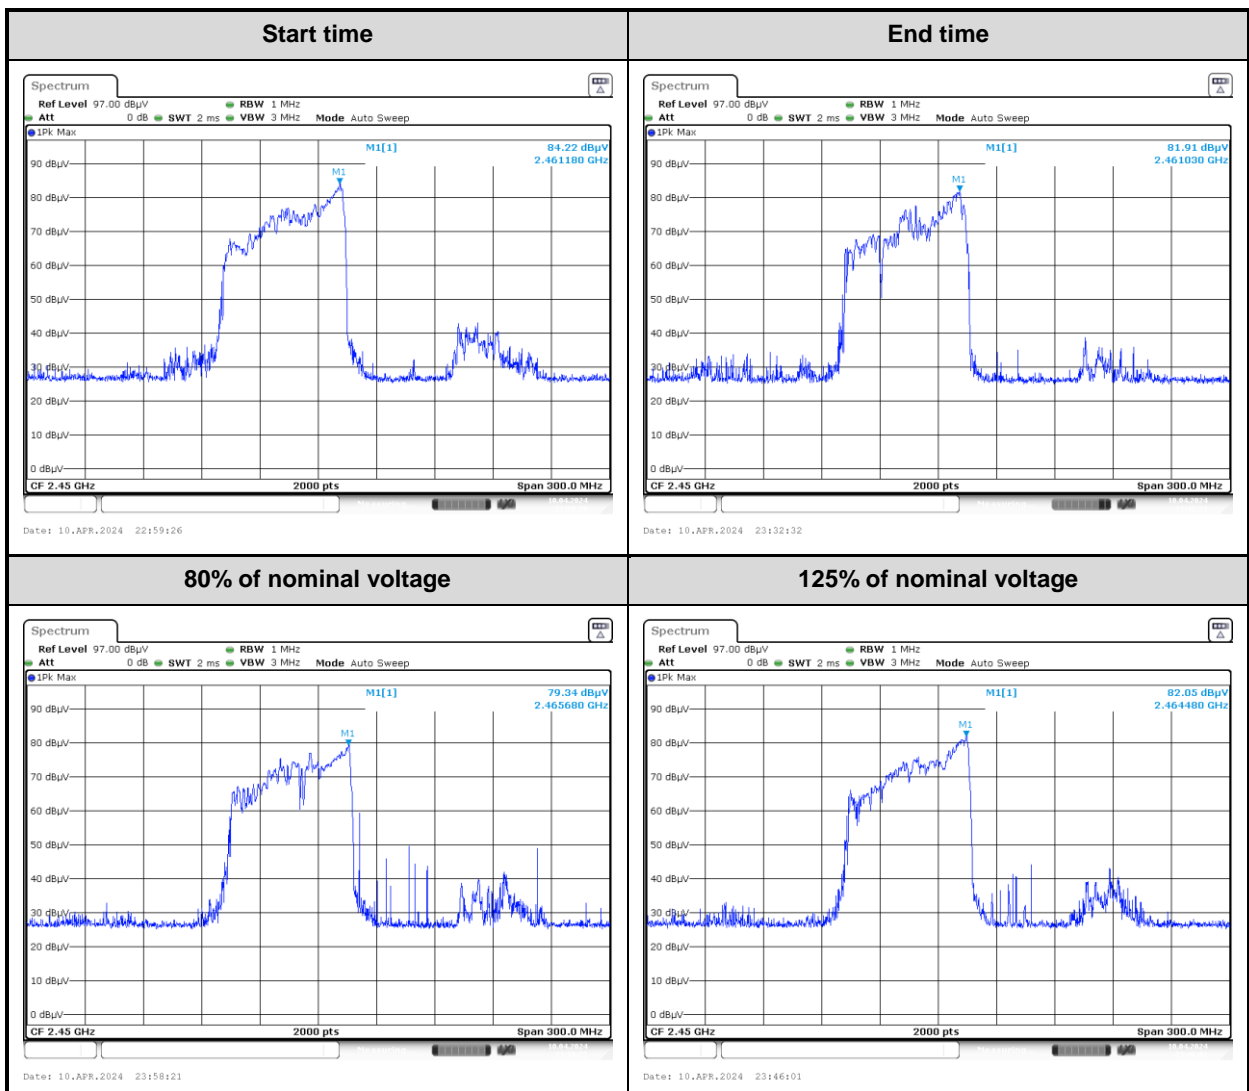 Start time
End time
Spectrum
Ref Level 97.00 dBµV RBW 1 MHz
Att 0 dB SWT 2 ms VBW 3 MHz Mode Auto Sweep
1Pk Max
M1[1] 84.22 dBµV
2.461180 GHz
M1
90 dBµV
80 dBµV
70 dBµV
60 dBµV
50 dBµV
40 dBµV
30 dBµV
20 dBµV
10 dBµV
0 dBµV
CF 2.45 GHz 2000 pts Span 300.0 MHz
Date: 10.APR.2024 22:59:26
Spectrum
Ref Level 97.00 dBµV RBW 1 MHz
Att 0 dB SWT 2 ms VBW 3 MHz Mode Auto Sweep
1Pk Max
M1[1] 81.91 dBµV
2.461030 GHz
M1
90 dBµV
80 dBµV
70 dBµV
60 dBµV
50 dBµV
40 dBµV
30 dBµV
20 dBµV
10 dBµV
0 dBµV
CF 2.45 GHz 2000 pts Span 300.0 MHz
Date: 10.APR.2024 23:32:32
80% of nominal voltage
125% of nominal voltage
Spectrum
Ref Level 97.00 dBµV RBW 1 MHz
Att 0 dB SWT 2 ms VBW 3 MHz Mode Auto Sweep
1Pk Max
M1[1] 79.34 dBµV
2.465680 GHz
M1
90 dBµV
80 dBµV
70 dBµV
60 dBµV
50 dBµV
40 dBµV
30 dBµV
20 dBµV
10 dBµV
0 dBµV
CF 2.45 GHz 2000 pts Span 300.0 MHz
Date: 10.APR.2024 23:58:21
Spectrum
Ref Level 97.00 dBµV RBW 1 MHz
Att 0 dB SWT 2 ms VBW 3 MHz Mode Auto Sweep
1Pk Max
M1[1] 82.05 dBµV
2.464480 GHz
M1
90 dBµV
80 dBµV
70 dBµV
60 dBµV
50 dBµV
40 dBµV
30 dBµV
20 dBµV
10 dBµV
0 dBµV
CF 2.45 GHz 2000 pts Span 300.0 MHz
Date: 10.APR.2024 23:46:01